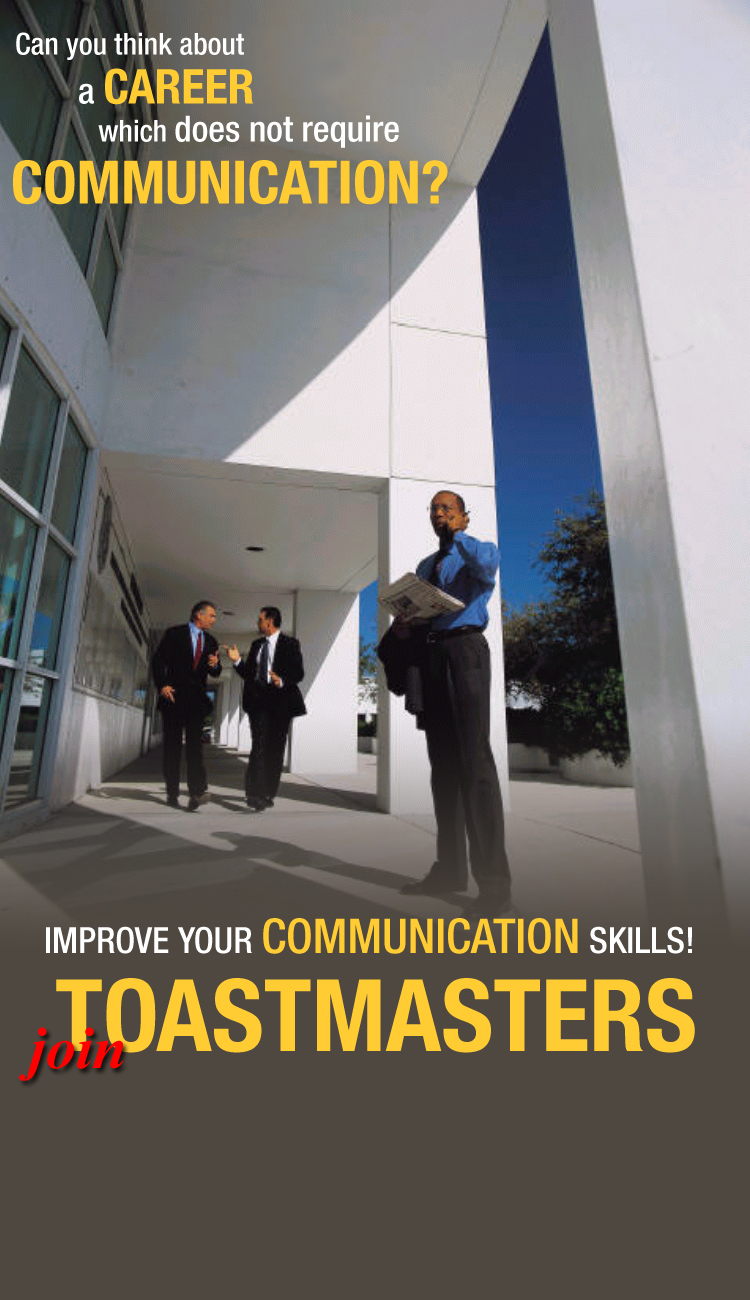 Can you think about
a CAREER
which does not require
COMMUNICATION?
IMPROVE YOUR COMMUNICATION SKILLS!
TOASTMASTERS
join